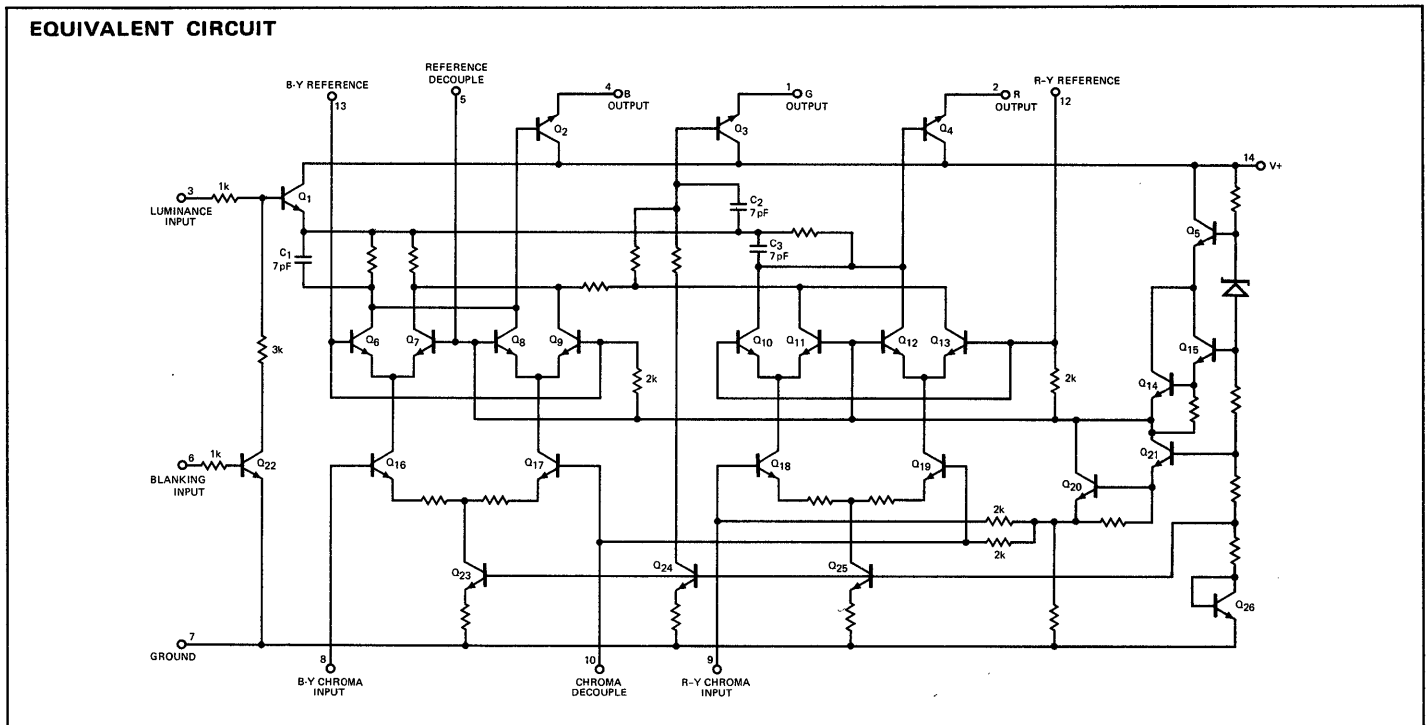 EQUIVALENT CIRCUIT
B-Y REFERENCE
13
REFERENCE
DECOUPLE
5
4
B
OUTPUT
1
G
OUTPUT
2
R
OUTPUT
R-Y REFERENCE
12
Q2
Q3
Q4
14 V+
3
LUMINANCE
INPUT
1k
Q1
C1
7pF
C2
7pF
C3
7pF
Q5
Q6
Q7
Q8
Q9
Q10
Q11
Q12
Q13
Q15
3k
2k
2k
Q14
6
BLANKING
INPUT
1k
Q22
Q16
Q17
Q18
Q19
Q21
Q20
2k
2k
Q23
Q24
Q25
Q26
7
GROUND
8
B-Y CHROMA
INPUT
10
CHROMA
DECOUPLE
9
R-Y CHROMA
INPUT